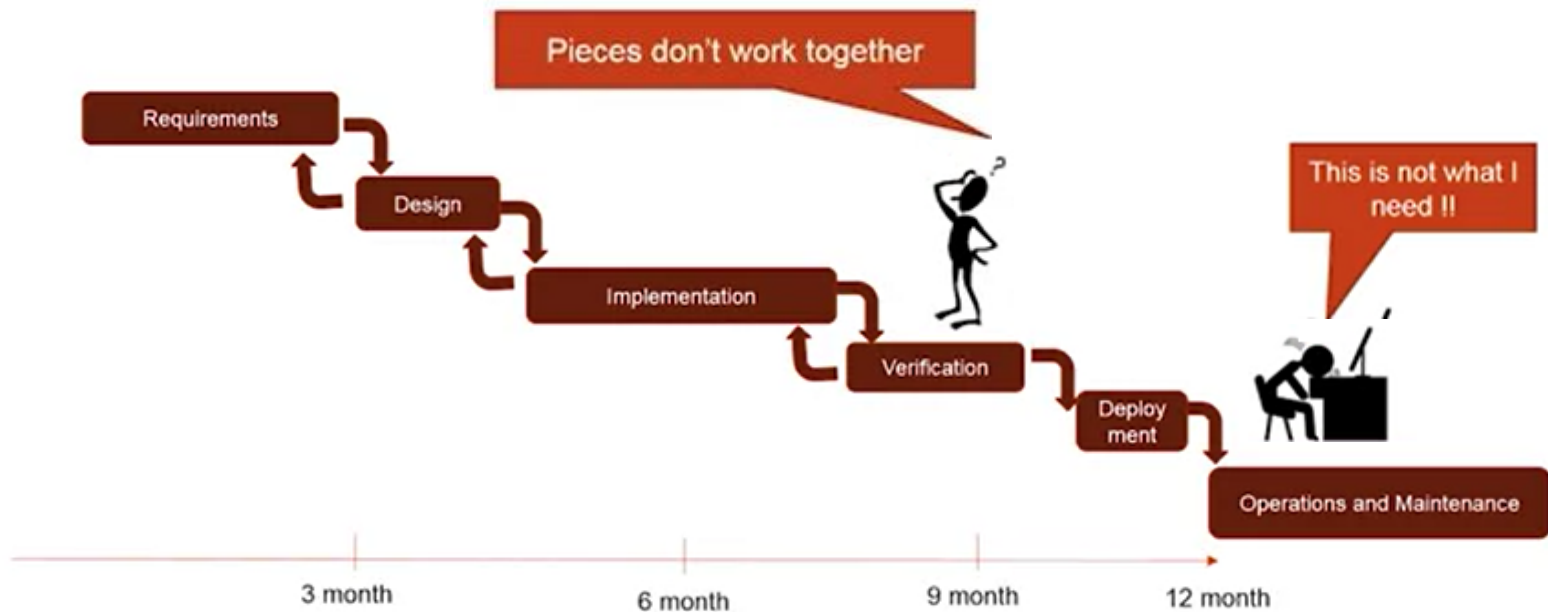 Pieces don't work together
Requirements
This is not what I
need !!
Design
Implementation
Verification
Deploy
ment
Operations and Maintenance
3 month
6 month
9 month
12 month
?